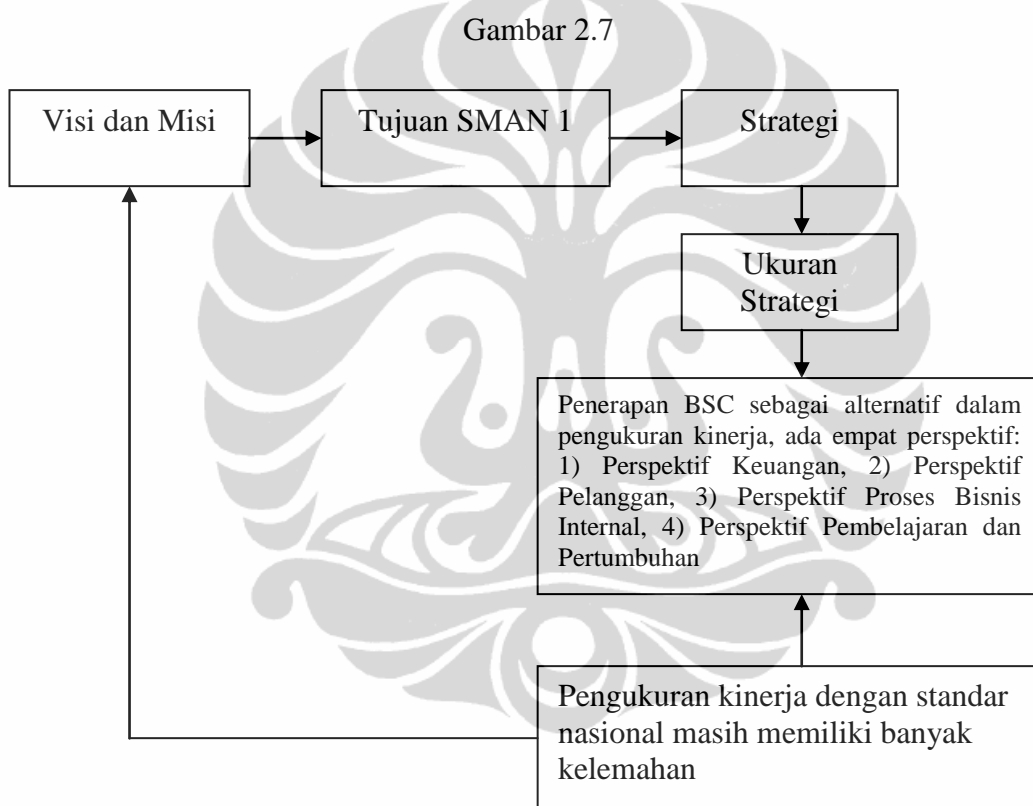 Gambar 2.7
Visi dan Misi
Tujuan SMAN 1
Strategi
Ukuran
Strategi
Penerapan BSC sebagai alternatif dalam
pengukuran kinerja, ada empat perspektif:
1) Perspektif Keuangan, 2) Perspektif
Pelanggan, 3) Perspektif Proses Bisnis
Internal, 4) Perspektif Pembelajaran dan
Pertumbuhan
Pengukuran kinerja dengan standar
nasional masih memiliki banyak
kelemahan